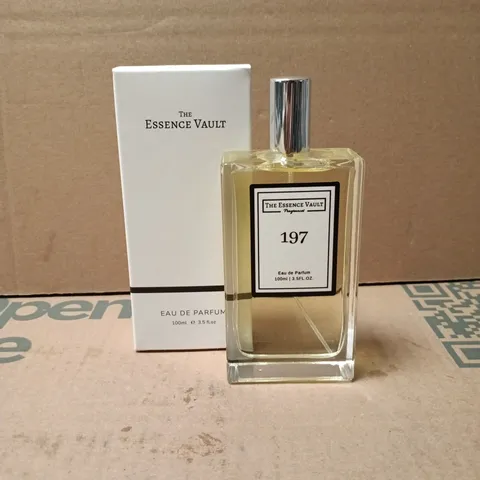 THE
ESSENCE VAULT
EAU DE PARFUM
100ml e 3.5 fl oz
THE ESSENCE VAULT
Fragrances
197
Eau de Parfum
100ml | 3.5FL.OZ.
pen
e